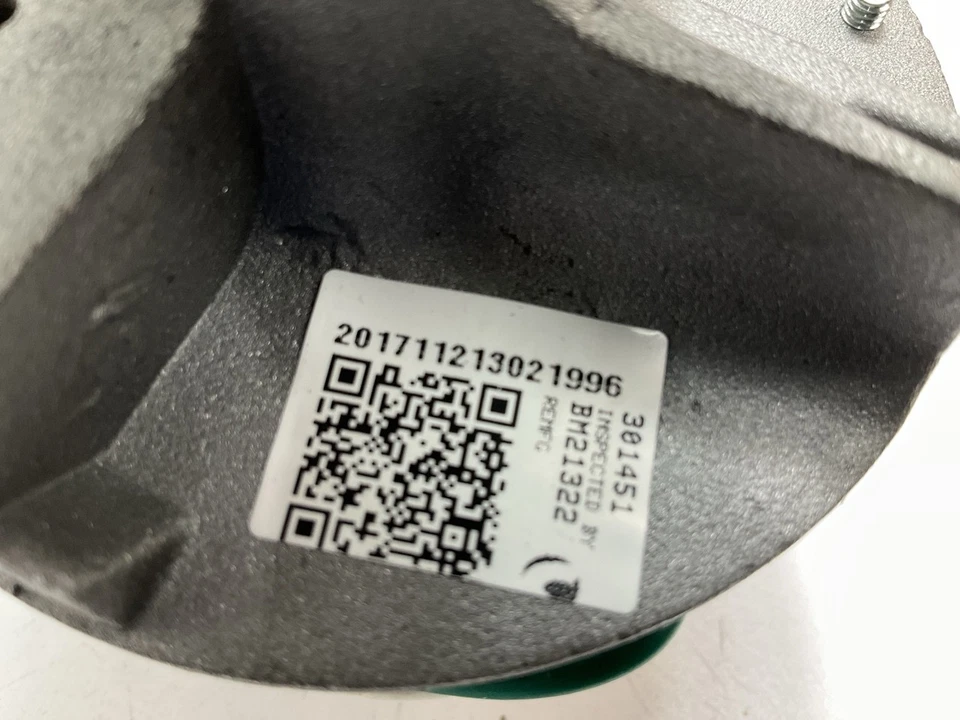 201711213021996
301451
INSPECTED BY
BM21322
REMFG